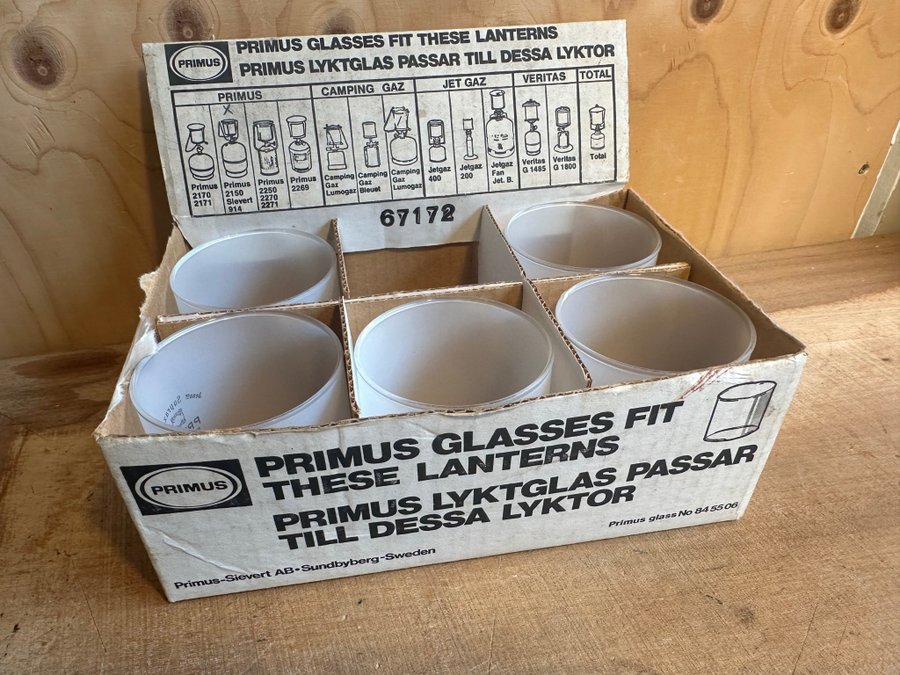 PRIMUS
PRIMUS GLASSES FIT THESE LANTERNS
PRIMUS LYKTGLAS PASSAR TILL DESSA LYKTOR
PRIMUS
CAMPING GAZ
JET GAZ
VERITAS
TOTAL
Primus
2170
2171
Primus
2150
Sievert
914
Primus
2250
2270
2271
Primus
2269
Camping
Gaz
Lumogaz
Camping
Gaz
Bleuet
Camping
Gaz
Lumogaz
Jetgaz
400
Jetgaz
200
Jetgaz
Fan
Jet. B.
Veritas
G 1485
Veritas
G 1800
Total
67172
PRIMUS
PRIMUS GLASSES FIT
THESE LANTERNS
PRIMUS LYKTGLAS PASSAR
TILL DESSA LYKTOR
Primus glass No 84 55 06
Primus-Sievert AB•Sundbyberg-Sweden